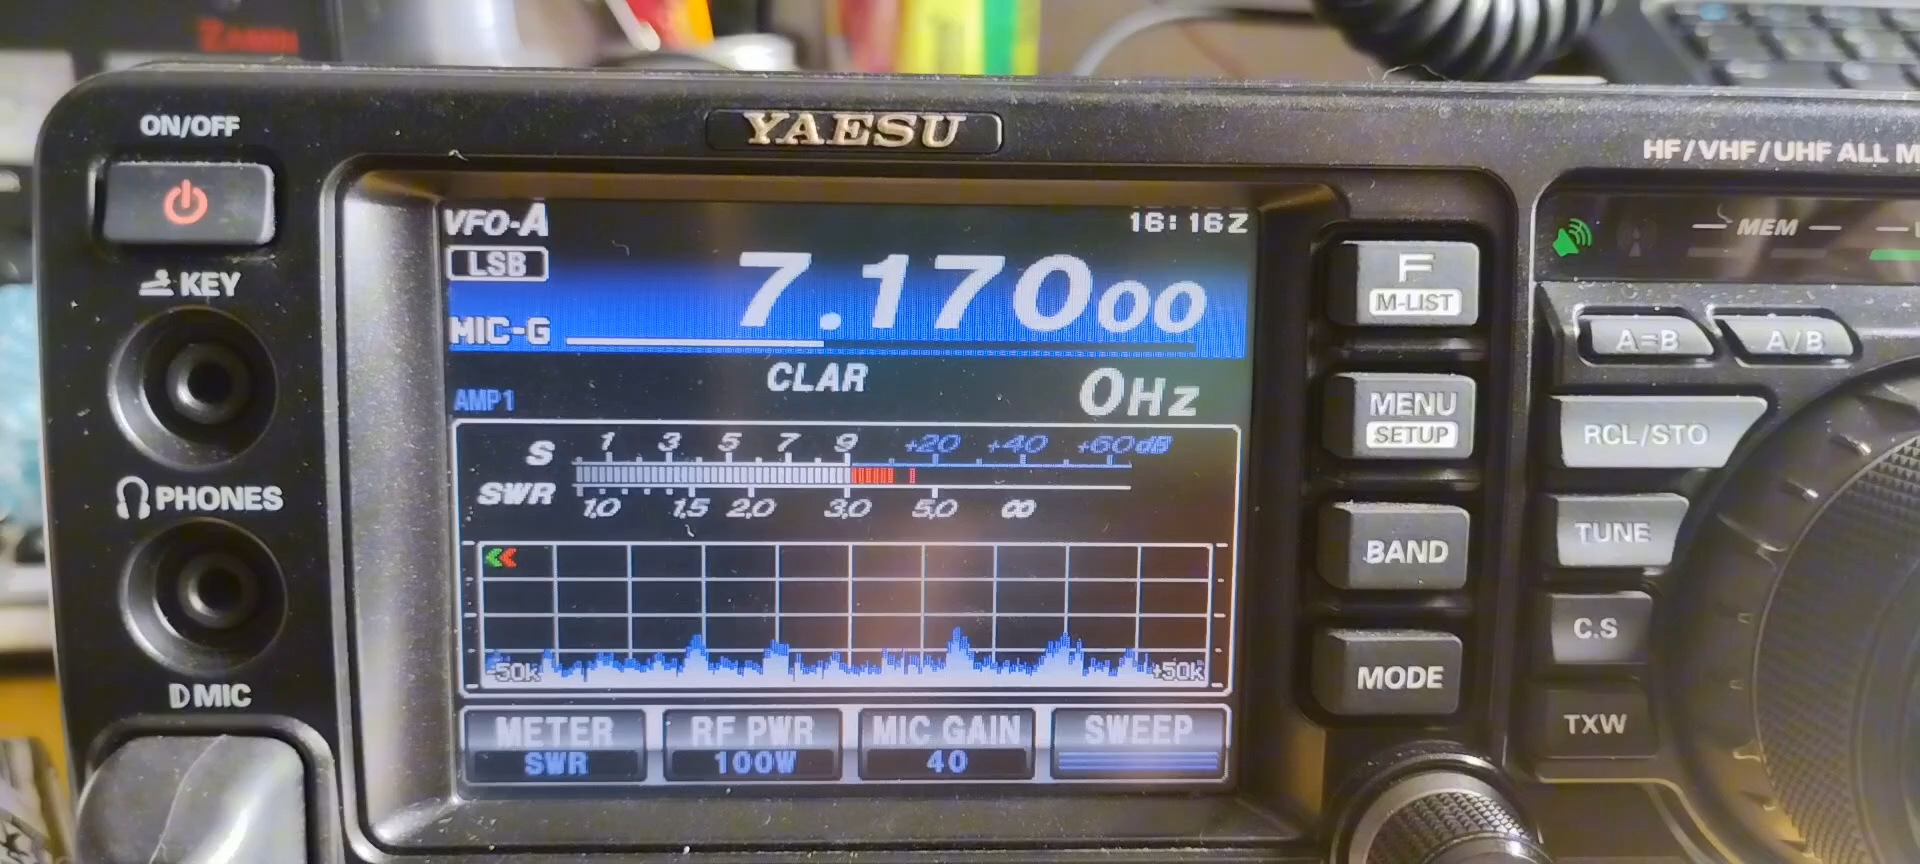 ZAMIN
ON/OFF
YAESU
HF/VHF/UHF ALL M
KEY
PHONES
MIC
VFO-A
16:16Z
LSB
7.17000
MIC-G
CLAR
0Hz
AMP1
S 1 3 5 7 9 +20 +40 +60dB
SWR 1.0 1.5 2.0 3.0 5.0 ∞
-50k
+50k
METER
SWR
RF PWR
100W
MIC GAIN
40
SWEEP
F
M-LIST
MENU
SETUP
BAND
MODE
MEM
A=B
A/B
RCL/STO
TUNE
C.S
TXW